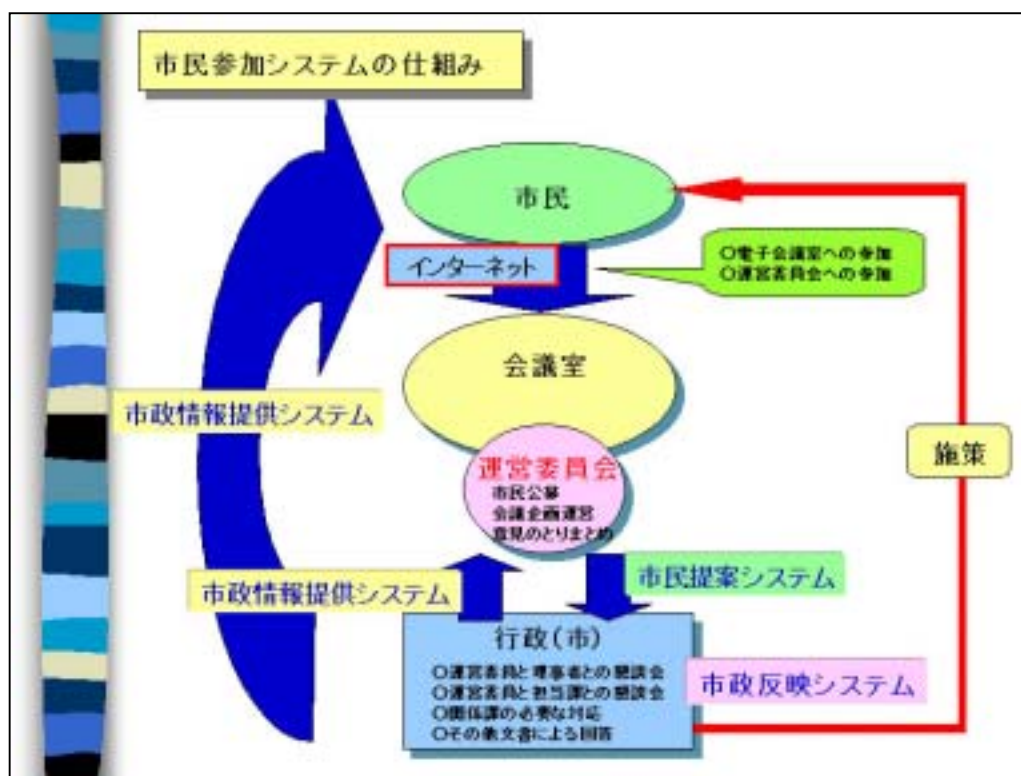 市民参加システムの仕組み
市民
インターネット
○電子会議室への参加
○運営委員会への参加
会議室
市政情報提供システム
運営委員会
市民公募
会議企画運営
意見のとりまとめ
施策
市政情報提供システム
市民提案システム
行政(市)
○運営委員と理事者との懇談会
○運営委員と担当課との懇談会
○関係課の必要な対応
○その他文書による回答
市政反映システム